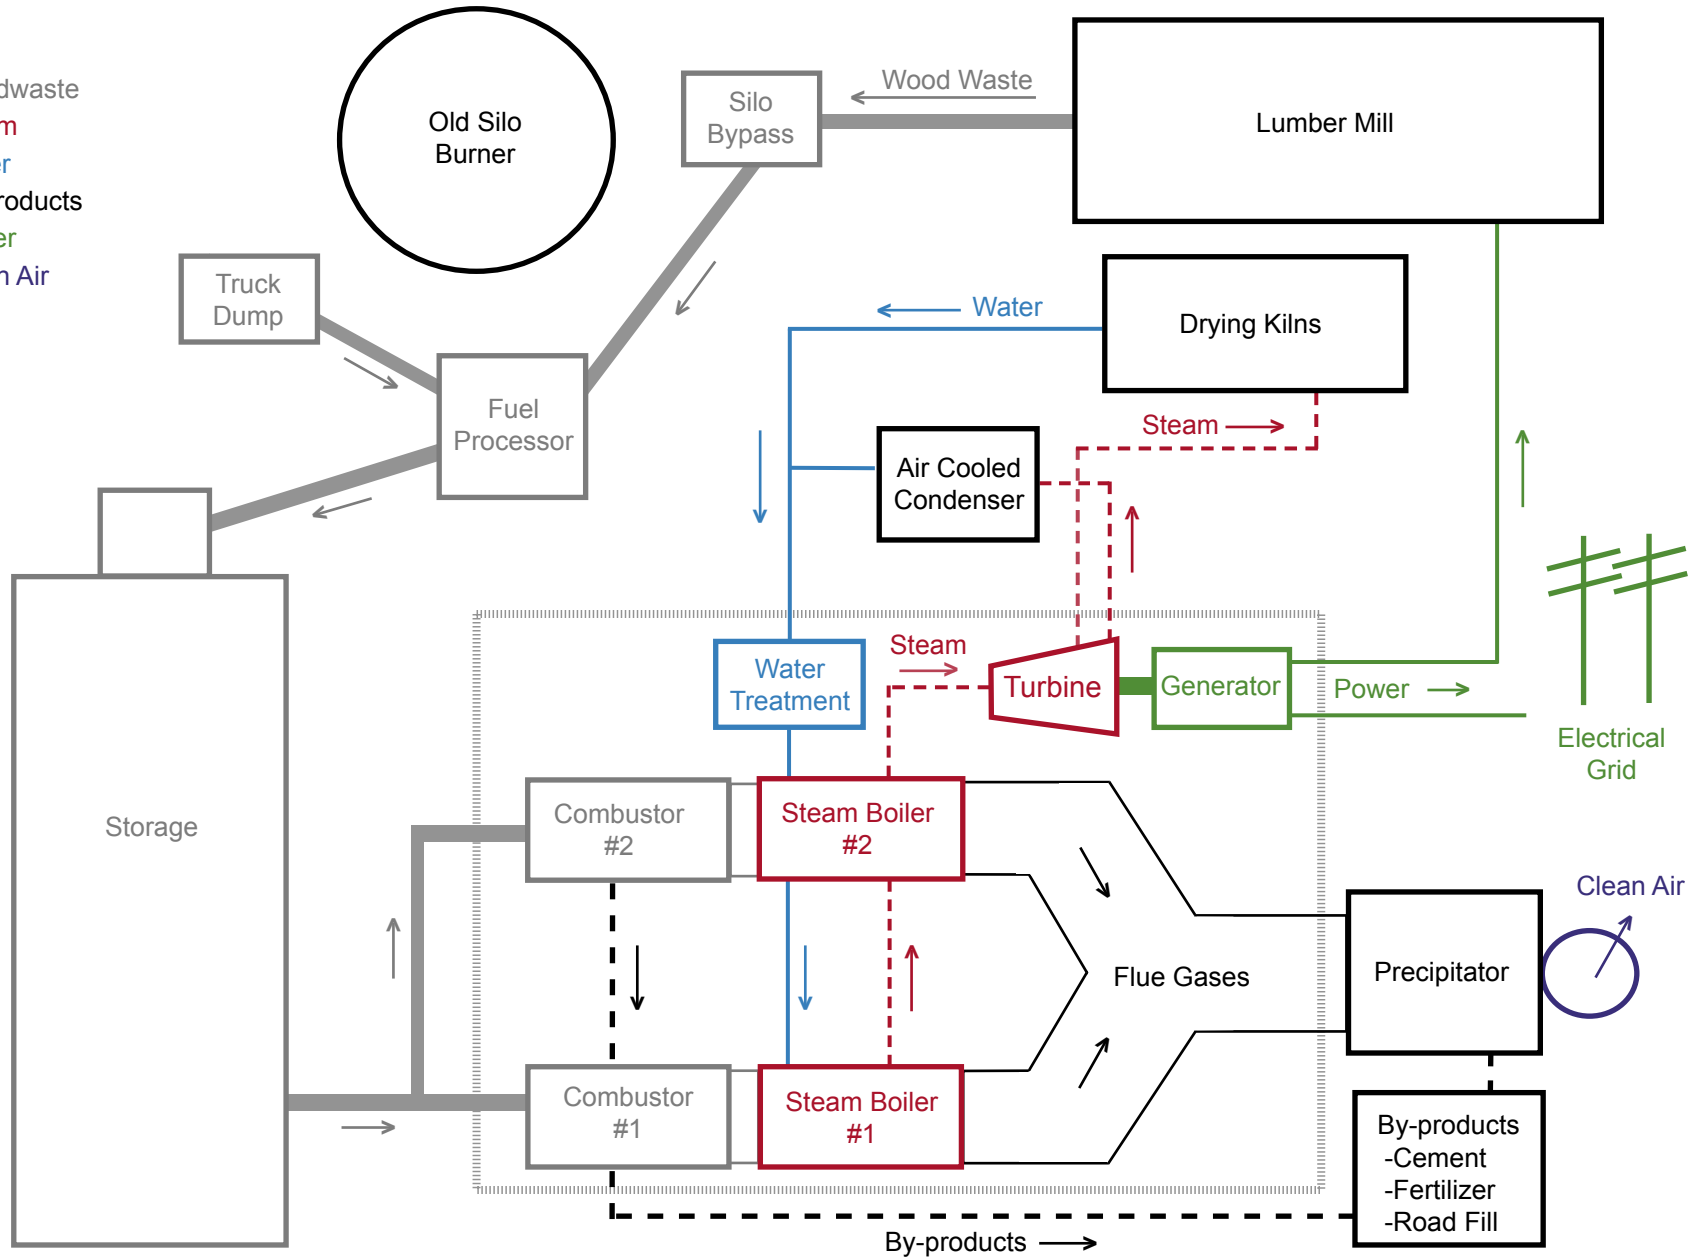 dwaste
m
er
roducts
er
n Air
Old Silo
Burner
Silo
Bypass
Wood Waste
Lumber Mill
Truck
Dump
Water
Drying Kilns
Fuel
Processor
Steam
Air Cooled
Condenser
Water
Treatment
Steam
Turbine
Generator
Power
Electrical
Grid
Storage
Combustor
#2
Steam Boiler
#2
Clean Air
Flue Gases
Precipitator
Combustor
#1
Steam Boiler
#1
By-products
-Cement
-Fertilizer
-Road Fill
By-products